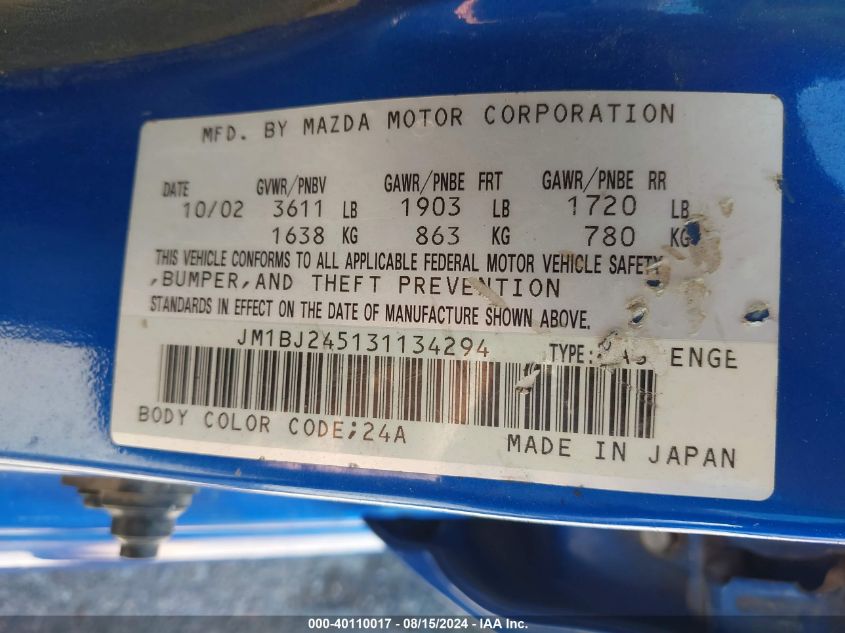 MFD. BY MAZDA MOTOR CORPORATION
DATE GVWR/PNBV GAWR/PNBE FRT GAWR/PNBE RR
10/02 3611 LB 1903 LB 1720 LB
1638 KG 863 KG 780 KG
THIS VEHICLE CONFORMS TO ALL APPLICABLE FEDERAL MOTOR VEHICLE SAFETY
,BUMPER,AND THEFT PREVENTION
STANDARDS IN EFFECT ON THE DATE OF MANUFACTURE SHOWN ABOVE.
JM1BJ245131134294 TYPE:
BODY COLOR CODE;24A
MADE IN JAPAN
000-40110017 - 08/15/2024 - IAA Inc.